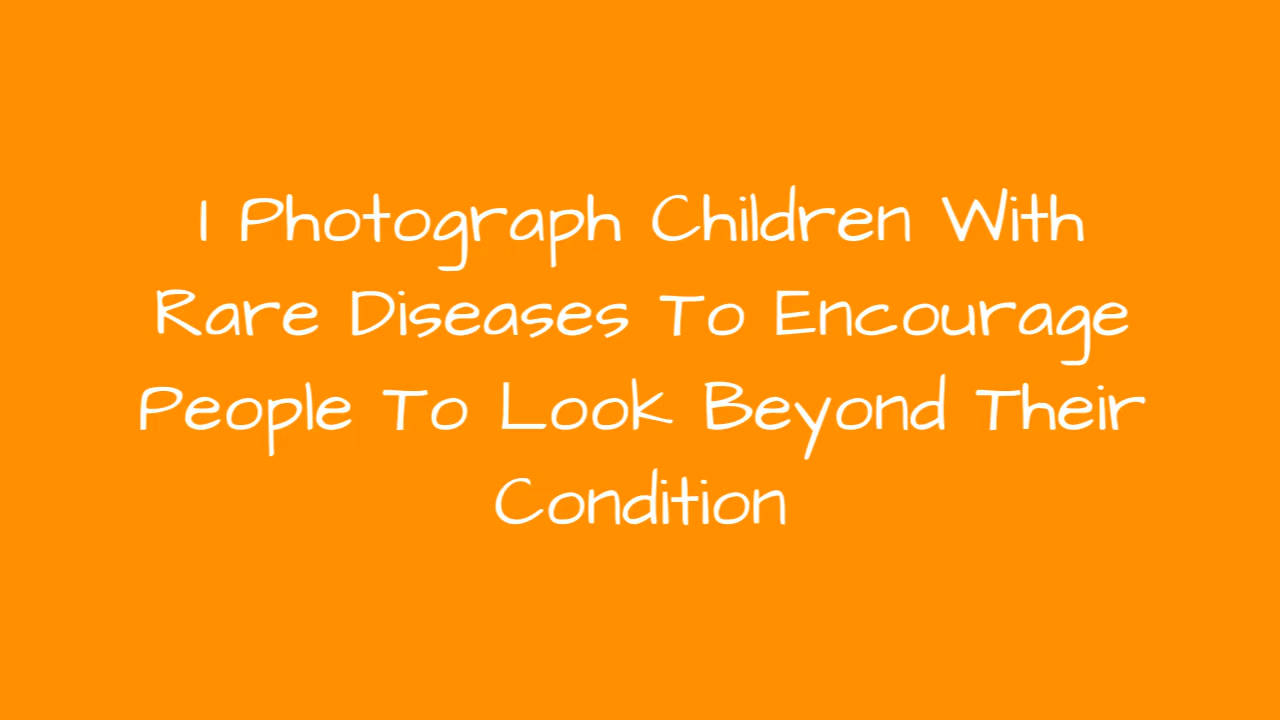 I Photograph Children With
Rare Diseases To Encourage
People To Look Beyond Their
Condition